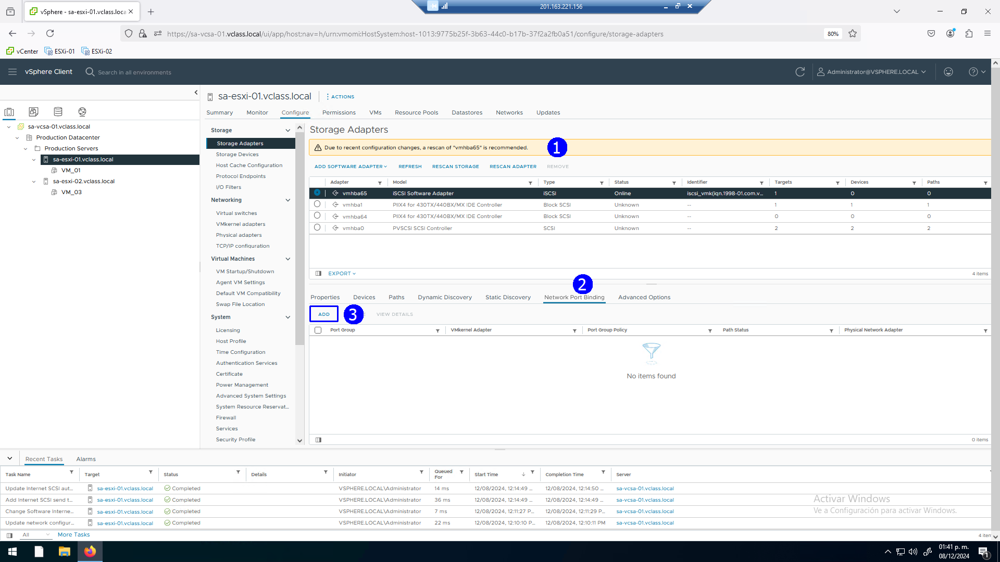 vSphere - sa-esxi-01.vclass.loca
201.163.221.156
https://sa-vcsa-01.vclass.local/ui/app/host;nav=h/urn:vmomi:HostSystem:host-1013:9775b25f-3b63-44c0-b17b-37f2a2fb0a51/configure/storage-adapters
80%
vCenter ESXi-01 ESXi-02
vSphere Client
Search in all environments
Administrator@VSPHERE.LOCAL
sa-vcsa-01.vclass.local
Production Datacenter
Production Servers
sa-esxi-01.vclass.local
VM_01
sa-esxi-02.vclass.local
VM_03
sa-esxi-01.vclass.local
ACTIONS
Summary Monitor Configure Permissions VMs Resource Pools Datastores Networks Updates
Storage
Storage Adapters
Storage Devices
Host Cache Configuration
Protocol Endpoints
I/O Filters
Networking
Virtual switches
VMkernel adapters
Physical adapters
TCP/IP configuration
Virtual Machines
VM Startup/Shutdown
Agent VM Settings
Default VM Compatibility
Swap File Location
System
Licensing
Host Profile
Time Configuration
Authentication Services
Certificate
Power Management
Advanced System Settings
System Resource Reservat...
Firewall
Services
Security Profile
Storage Adapters
Due to recent configuration changes, a rescan of "vmhba65" is recommended.
1
ADD SOFTWARE ADAPTER REFRESH RESCAN STORAGE RESCAN ADAPTER REMOVE
Adapter Model Type Status Identifier Targets Devices Paths
vmhba65 iSCSI Software Adapter iSCSI Online iscsi_vmk(iqn.1998-01.com.v... 1 0 0
vmhba1 PIIX4 for 430TX/440BX/MX IDE Controller Block SCSI Unknown -- 1 1 1
vmhba64 PIIX4 for 430TX/440BX/MX IDE Controller Block SCSI Unknown -- 0 0 0
vmhba0 PVSCSI SCSI Controller SCSI Unknown -- 2 2 2
EXPORT
4 items
2
Properties Devices Paths Dynamic Discovery Static Discovery Network Port Binding Advanced Options
ADD
3
VIEW DETAILS
Port Group VMkernel Adapter Port Group Policy Path Status Physical Network Adapter
No items found
0 items
Recent Tasks Alarms
Task Name Target Status Details Initiator Queued For Start Time Completion Time Server
Update Internet SCSI aut... sa-esxi-01.vclass.local Completed VSPHERE.LOCAL\Administrator 14 ms 12/08/2024, 12:14:49 ... 12/08/2024, 12:14:50 ... sa-vcsa-01.vclass.local
Add Internet SCSI send t... sa-esxi-01.vclass.local Completed VSPHERE.LOCAL\Administrator 36 ms 12/08/2024, 12:14:49 ... 12/08/2024, 12:14:49 ... sa-vcsa-01.vclass.local
Change Software Interne... sa-esxi-01.vclass.local Completed VSPHERE.LOCAL\Administrator 7 ms 12/08/2024, 12:11:27 P... 12/08/2024, 12:11:29 P... sa-vcsa-01.vclass.local
Update network configur... sa-esxi-01.vclass.local Completed VSPHERE.LOCAL\Administrator 22 ms 12/08/2024, 12:10:10 P... 12/08/2024, 12:10:11 PM sa-vcsa-01.vclass.local
Activar Windows
Ve a Configuración para activar Windows.
All More Tasks
4 item
01:41 p. m.
08/12/2024
1